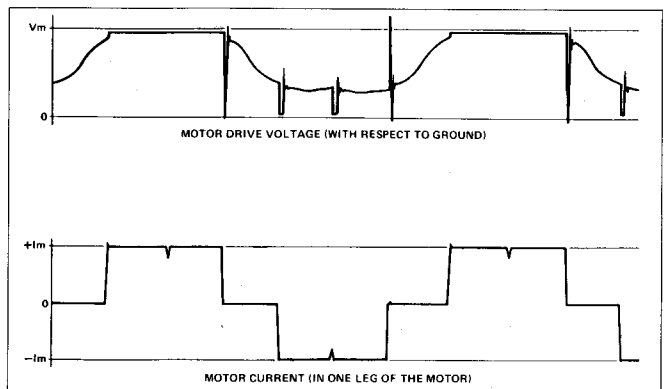 Vm
0
MOTOR DRIVE VOLTAGE (WITH RESPECT TO GROUND)
+Im
0
-Im
MOTOR CURRENT (IN ONE LEG OF THE MOTOR)